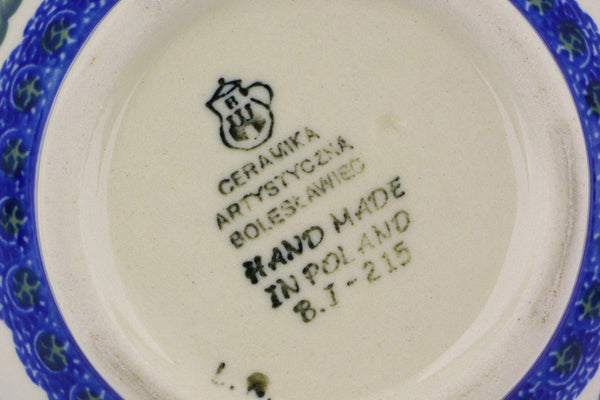 CERAMIKA
ARTYSTYCZNA
BOLESŁAWIEC
HAND MADE
IN POLAND
B.I-215